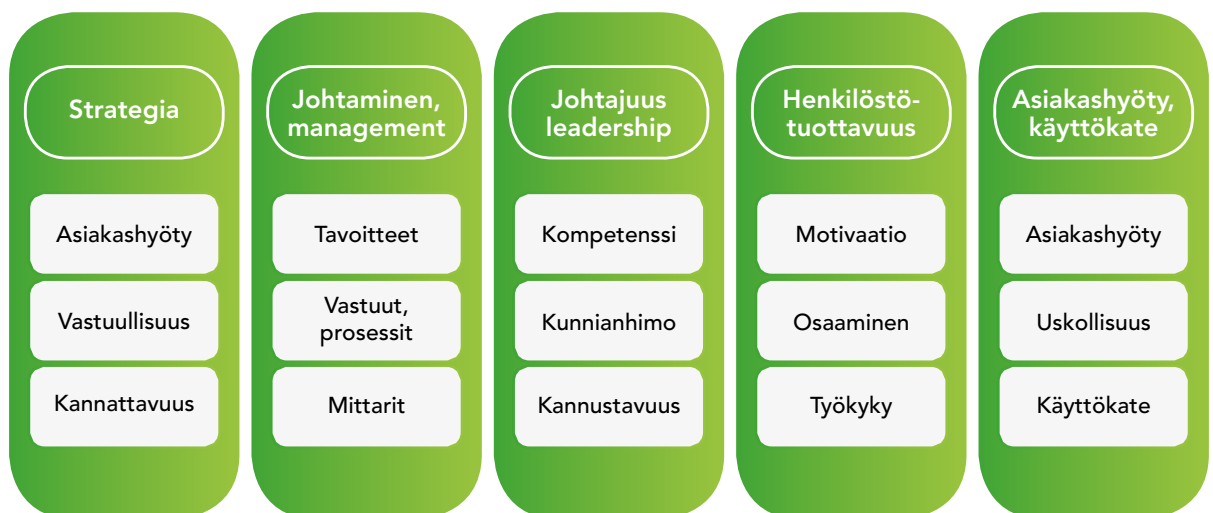 Strategia
Asiakashyöty
Vastuullisuus
Kannattavuus
Johtaminen,
management
Tavoitteet
Vastuut,
prosessit
Mittarit
Johtajuus
leadership
Kompetenssi
Kunnianhimo
Kannustavuus
Henkilöstö-
tuottavuus
Motivaatio
Osaaminen
Työkyky
Asiakashyöty,
käyttökate
Asiakashyöty
Uskollisuus
Käyttökate